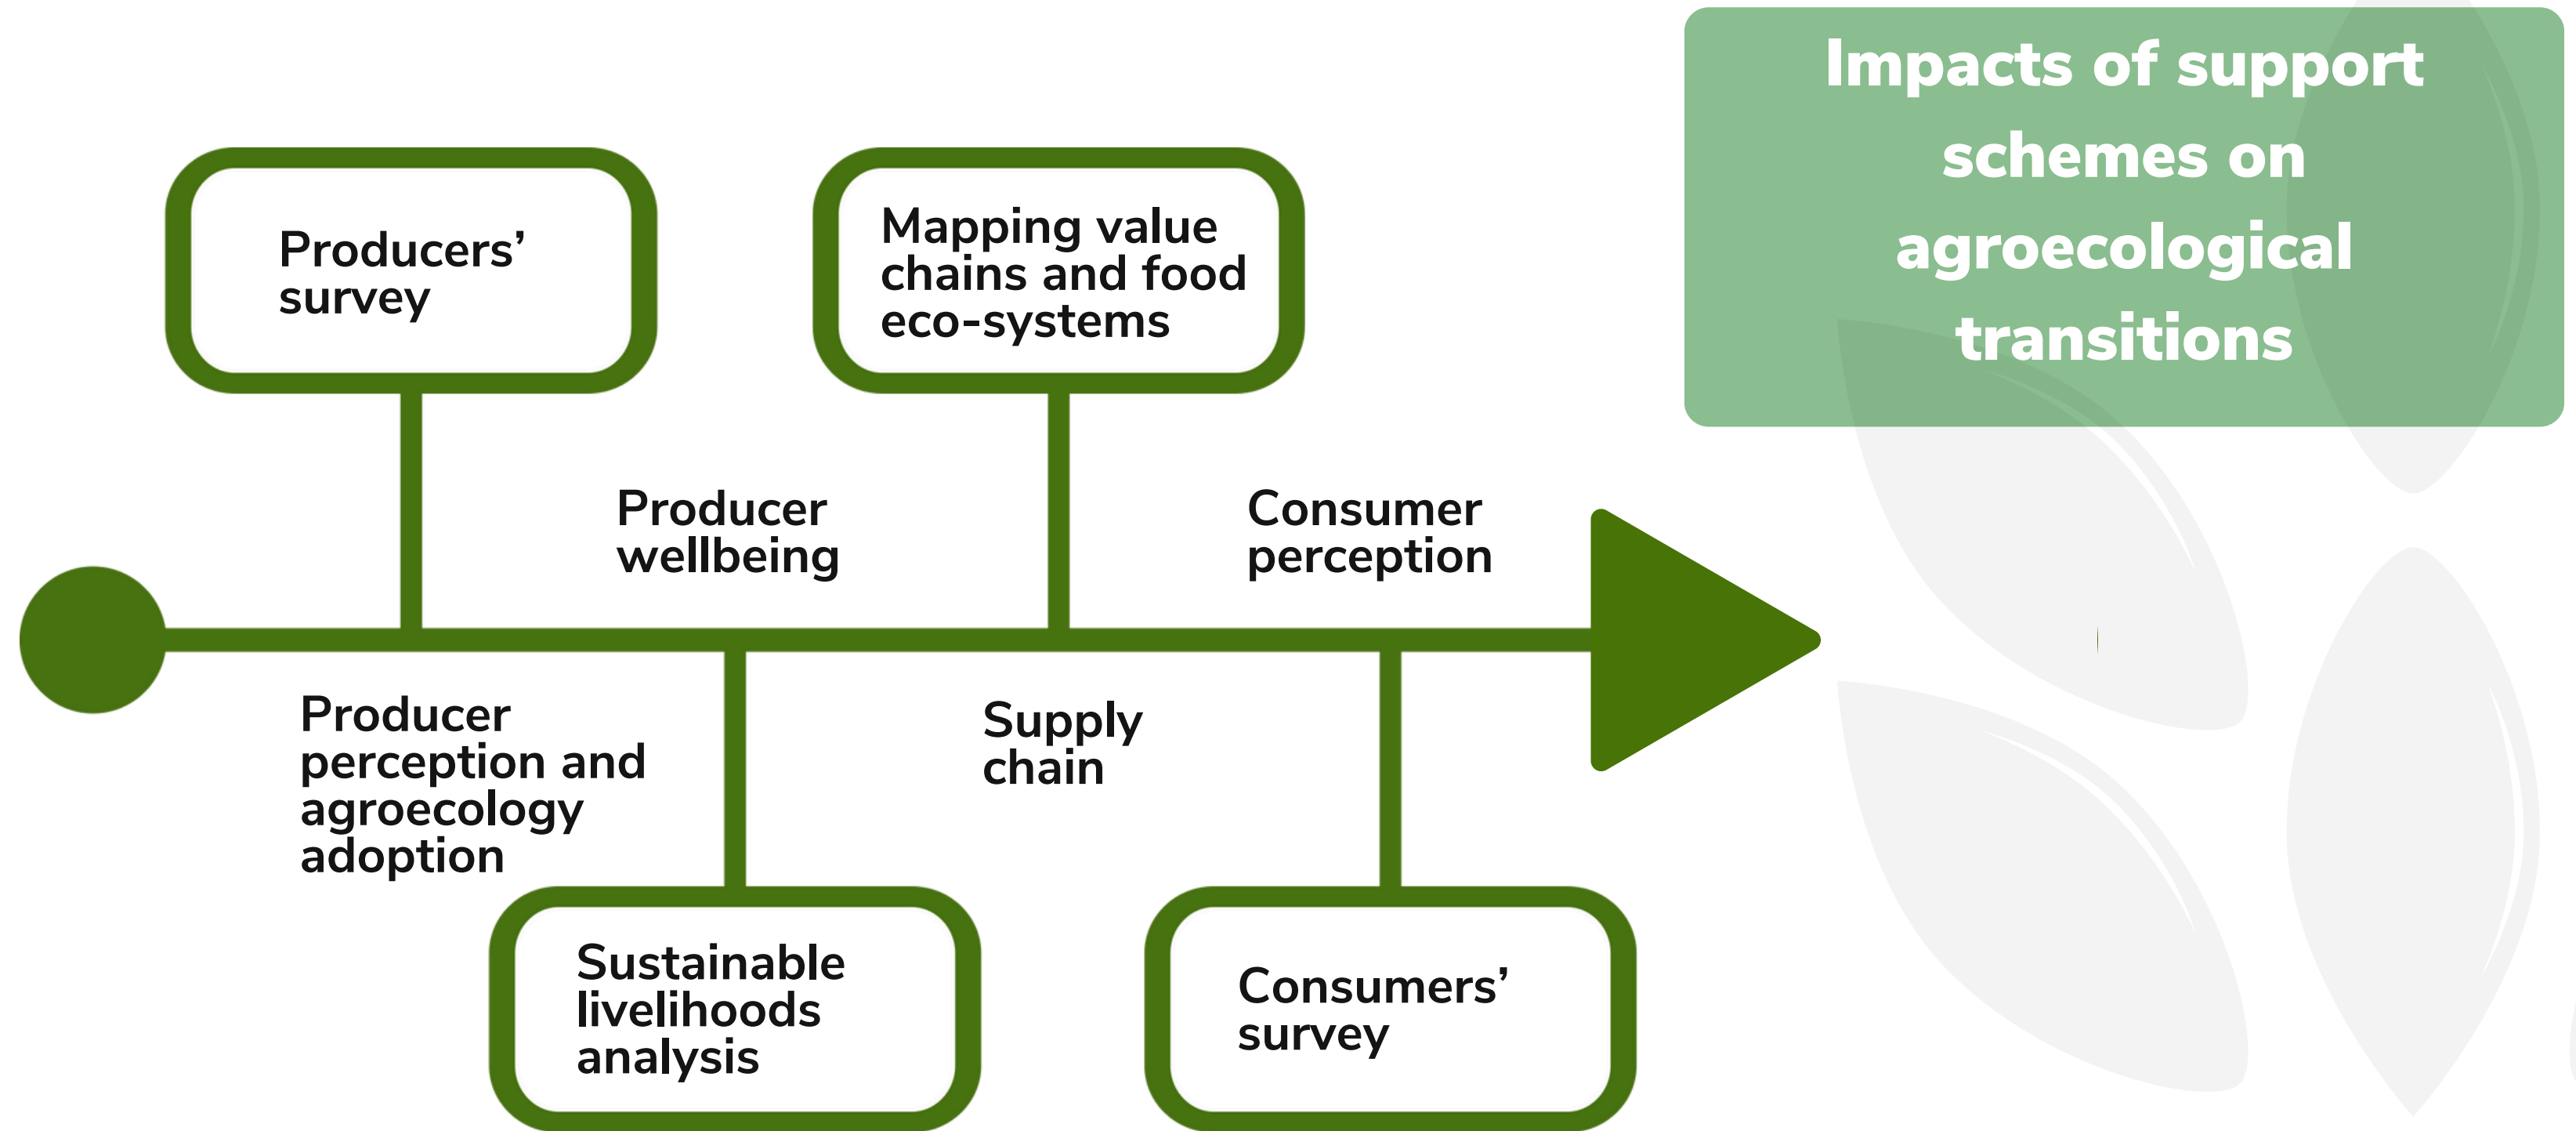 Impacts of support
schemes on
agroecological
transitions
Producers’
survey
Mapping value
chains and food
eco-systems
Producer
wellbeing
Consumer
perception
Producer
perception and
agroecology
adoption
Supply
chain
Sustainable
livelihoods
analysis
Consumers’
survey